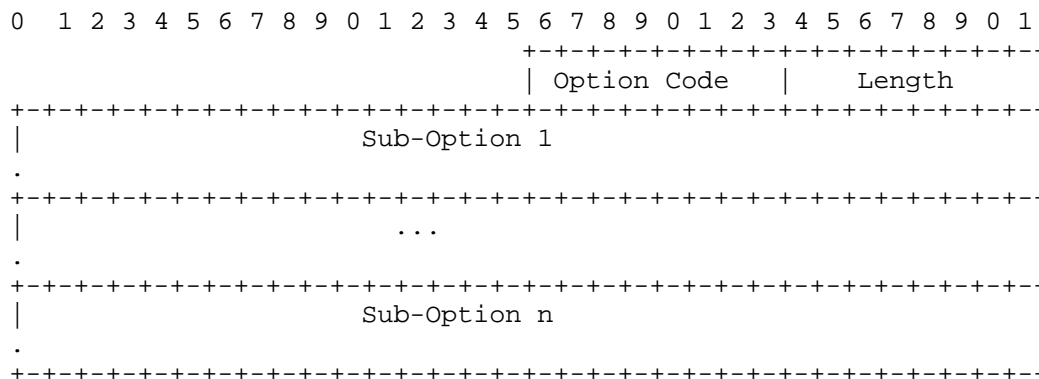 0   1 2 3 4 5 6 7 8 9 0 1 2 3 4 5 6 7 8 9 0 1 2 3 4 5 6 7 8 9 0 1
                                  +-+-+-+-+-+-+-+-+-+-+-+-+-+-+-+--
                                  | Option Code   |    Length
+-+-+-+-+-+-+-+-+-+-+-+-+-+-+-+-+-+-+-+-+-+-+-+-+-+-+-+-+-+-+-+-+--
|                       Sub-Option 1
.
+-+-+-+-+-+-+-+-+-+-+-+-+-+-+-+-+-+-+-+-+-+-+-+-+-+-+-+-+-+-+-+-+--
|                         ...
.
+-+-+-+-+-+-+-+-+-+-+-+-+-+-+-+-+-+-+-+-+-+-+-+-+-+-+-+-+-+-+-+-+--
|                       Sub-Option n
.
+-+-+-+-+-+-+-+-+-+-+-+-+-+-+-+-+-+-+-+-+-+-+-+-+-+-+-+-+-+-+-+-+--